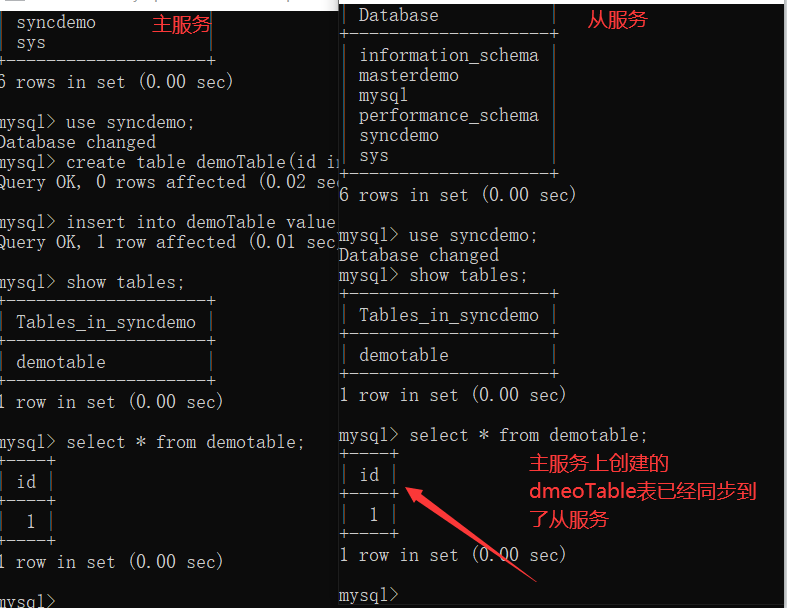 syncdemo
sys
+---------------------+
6 rows in set (0.00 sec)
mysql> use syncdemo;
Database changed
mysql> create table demoTable(id in
Query OK, 0 rows affected (0.02 sec
mysql> insert into demoTable value
Query OK, 1 row affected (0.01 sec
mysql> show tables;
+---------------------+
| Tables_in_syncdemo |
+---------------------+
| demotable |
+---------------------+
1 row in set (0.00 sec)
mysql> select * from demotable;
+----+
| id |
+----+
| 1 |
+----+
1 row in set (0.00 sec)
mysql>
主服务
| Database |
+---------------------+
| information_schema |
| masterdemo |
| mysql |
| performance_schema |
| syncdemo |
| sys |
+---------------------+
6 rows in set (0.00 sec)
mysql> use syncdemo;
Database changed
mysql> show tables;
+---------------------+
| Tables_in_syncdemo |
+---------------------+
| demotable |
+---------------------+
1 row in set (0.00 sec)
mysql> select * from demotable;
+----+
| id |
+----+
| 1 |
+----+
1 row in set (0.00 sec)
mysql>
从服务
主服务上创建的
dmeoTable表已经同步到
了从服务